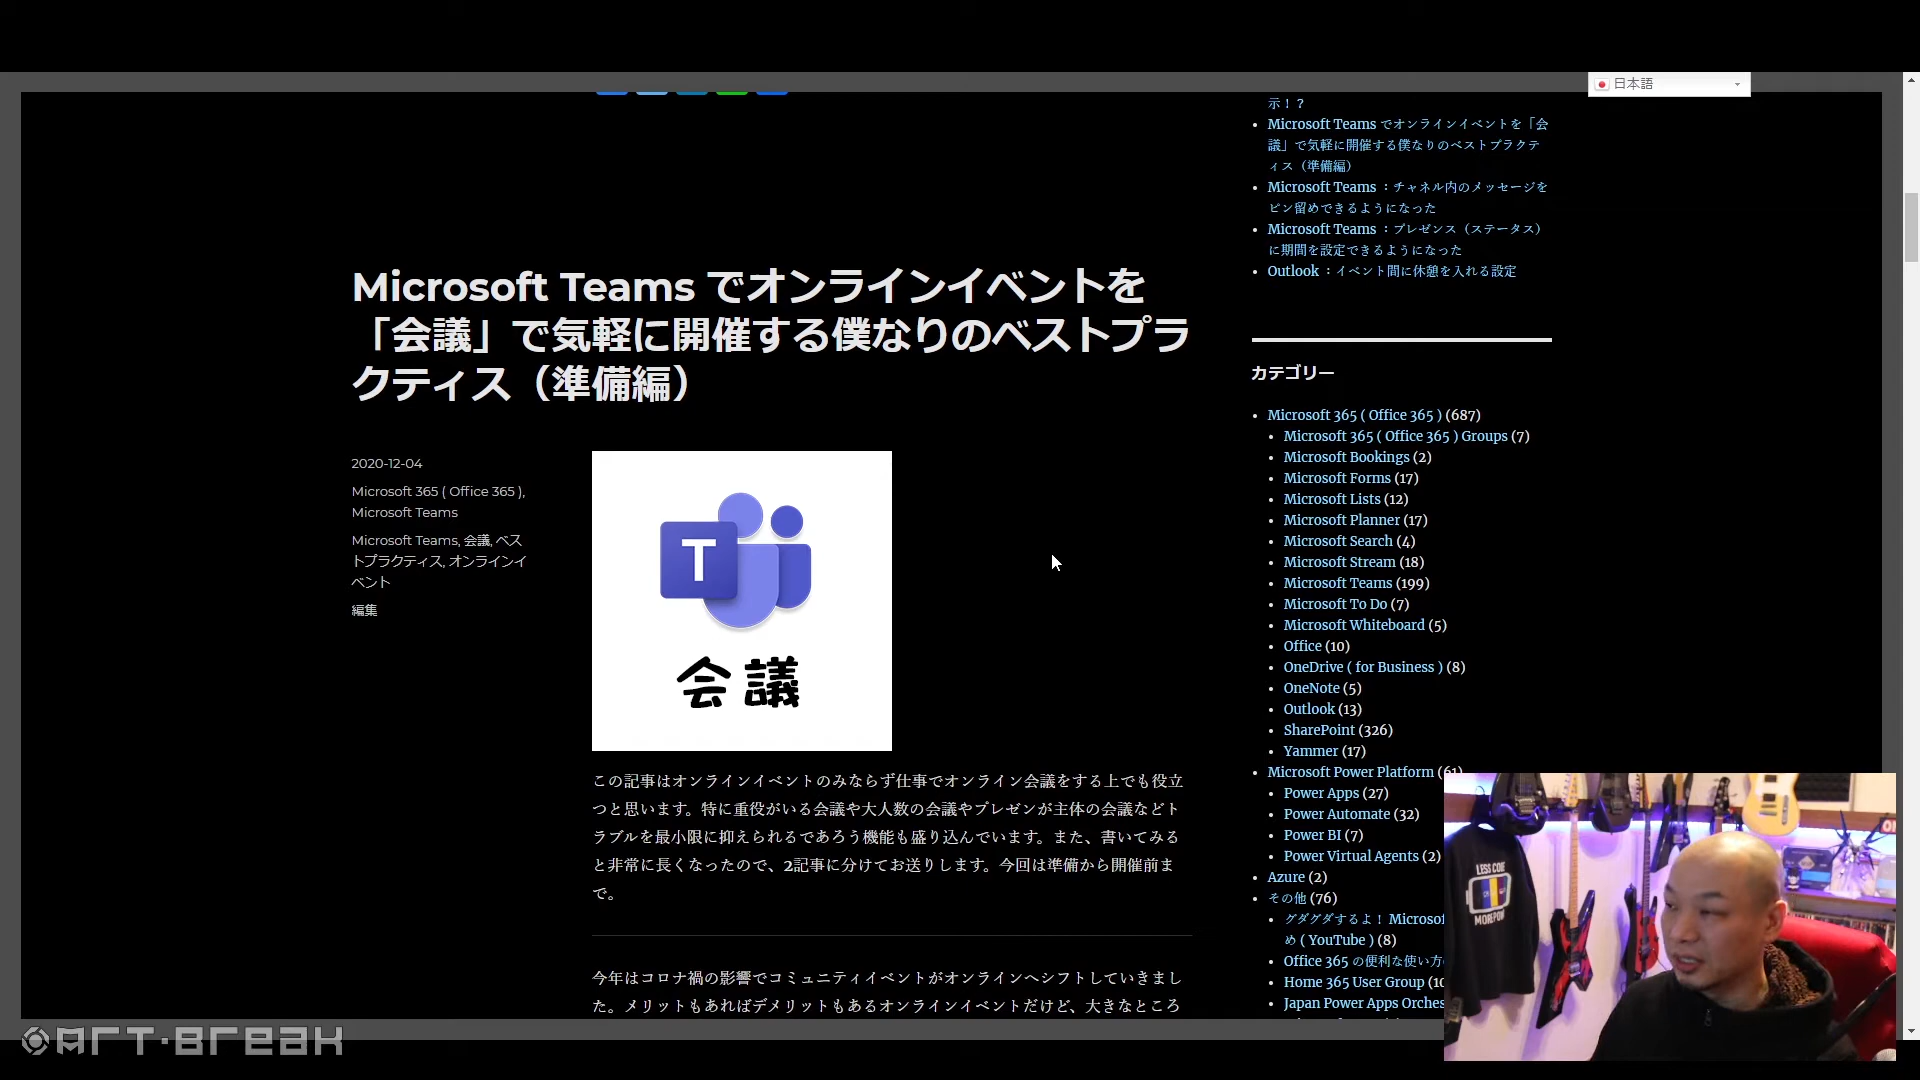 日本語
示！？
Microsoft Teams でオンラインイベントを「会
議」で気軽に開催する僕なりのベストプラクテ
ィス（準備編）
Microsoft Teams ：チャネル内のメッセージを
ピン留めできるようになった
Microsoft Teams ：プレゼンス（ステータス）
に期間を設定できるようになった
Outlook ：イベント間に休憩を入れる設定
Microsoft Teams でオンラインイベントを
「会議」で気軽に開催する僕なりのベストプラ
クティス（準備編）
2020-12-04
Microsoft 365 ( Office 365 ),
Microsoft Teams
Microsoft Teams, 会議, ベス
トプラクティス, オンラインイ
ベント
編集
T
会議
この記事はオンラインイベントのみならず仕事でオンライン会議をする上でも役立
つと思います。特に重役がいる会議や大人数の会議やプレゼンが主体の会議などト
ラブルを最小限に抑えられるであろう機能も盛り込んでいます。また、書いてみる
と非常に長くなったので、2記事に分けてお送りします。今回は準備から開催前ま
で。
今年はコロナ禍の影響でコミュニティイベントがオンラインへシフトしていきまし
た。メリットもあればデメリットもあるオンラインイベントだけど、大きなところ
カテゴリー
Microsoft 365 ( Office 365 ) (687)
Microsoft 365 ( Office 365 ) Groups (7)
Microsoft Bookings (2)
Microsoft Forms (17)
Microsoft Lists (12)
Microsoft Planner (17)
Microsoft Search (4)
Microsoft Stream (18)
Microsoft Teams (199)
Microsoft To Do (7)
Microsoft Whiteboard (5)
Office (10)
OneDrive ( for Business ) (8)
OneNote (5)
Outlook (13)
SharePoint (326)
Yammer (17)
Microsoft Power Platform (61)
Power Apps (27)
Power Automate (32)
Power BI (7)
Power Virtual Agents (2)
Azure (2)
その他 (76)
グダグダするよ！ Microsof
め ( YouTube ) (8)
Office 365 の便利な使い方
Home 365 User Group (10
Japan Power Apps Orches
LESS CODE
MORE POW
ART-BREAK